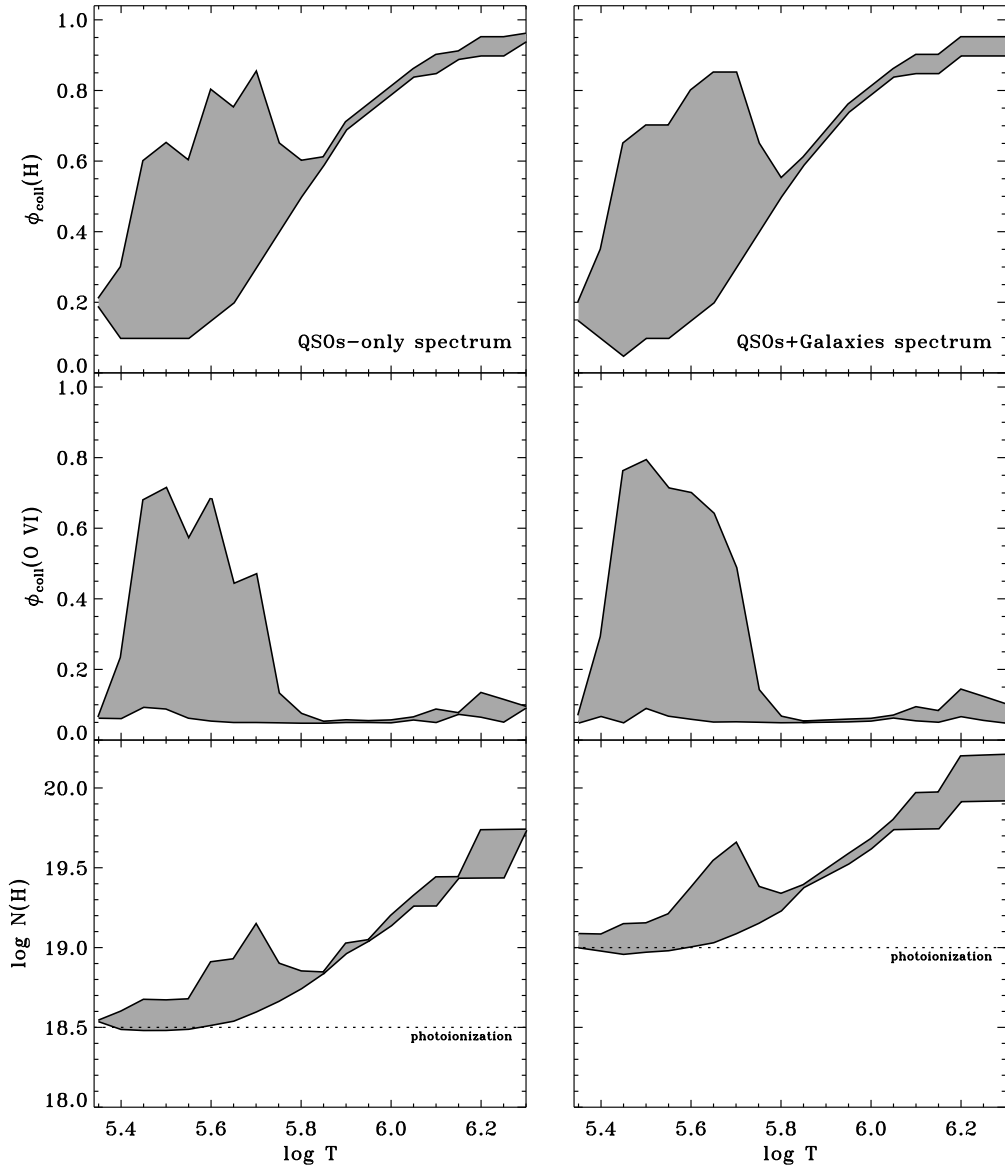 1.0
0.8
0.6
0.4
0.2
0.0
ϕcoll(H)
QSOs−only spectrum
QSOs+Galaxies spectrum
1.0
0.8
0.6
0.4
0.2
0.0
ϕcoll(O VI)
20.0
19.5
19.0
18.5
18.0
log N(H)
photoionization
photoionization
5.4 5.6 5.8 6.0 6.2
log T
5.4 5.6 5.8 6.0 6.2
log T